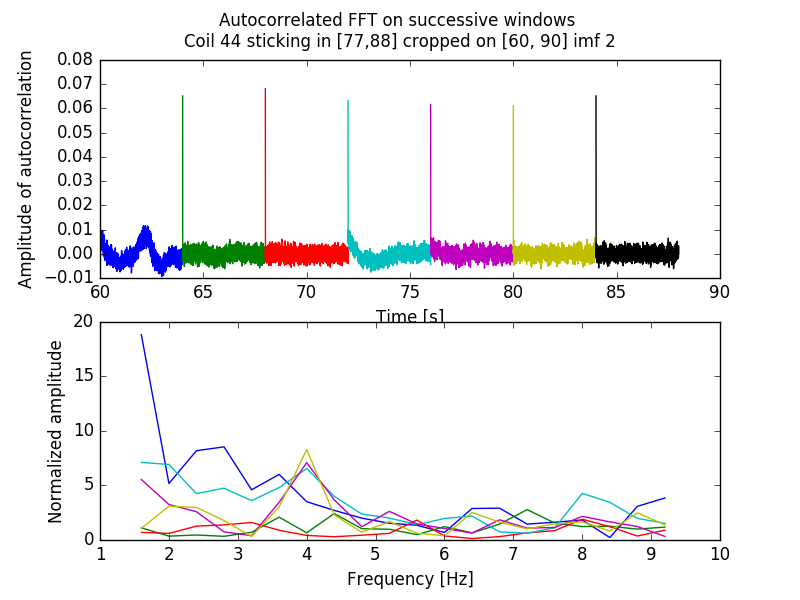 Autocorrelated FFT on successive windows
Coil 44 sticking in [77,88] cropped on [60, 90] imf 2
Amplitude of autocorrelation
0.08
0.07
0.06
0.05
0.04
0.03
0.02
0.01
0.00
−0.01
60 65 70 75 80 85 90
Time [s]
Normalized amplitude
20
15
10
5
0
1 2 3 4 5 6 7 8 9 10
Frequency [Hz]